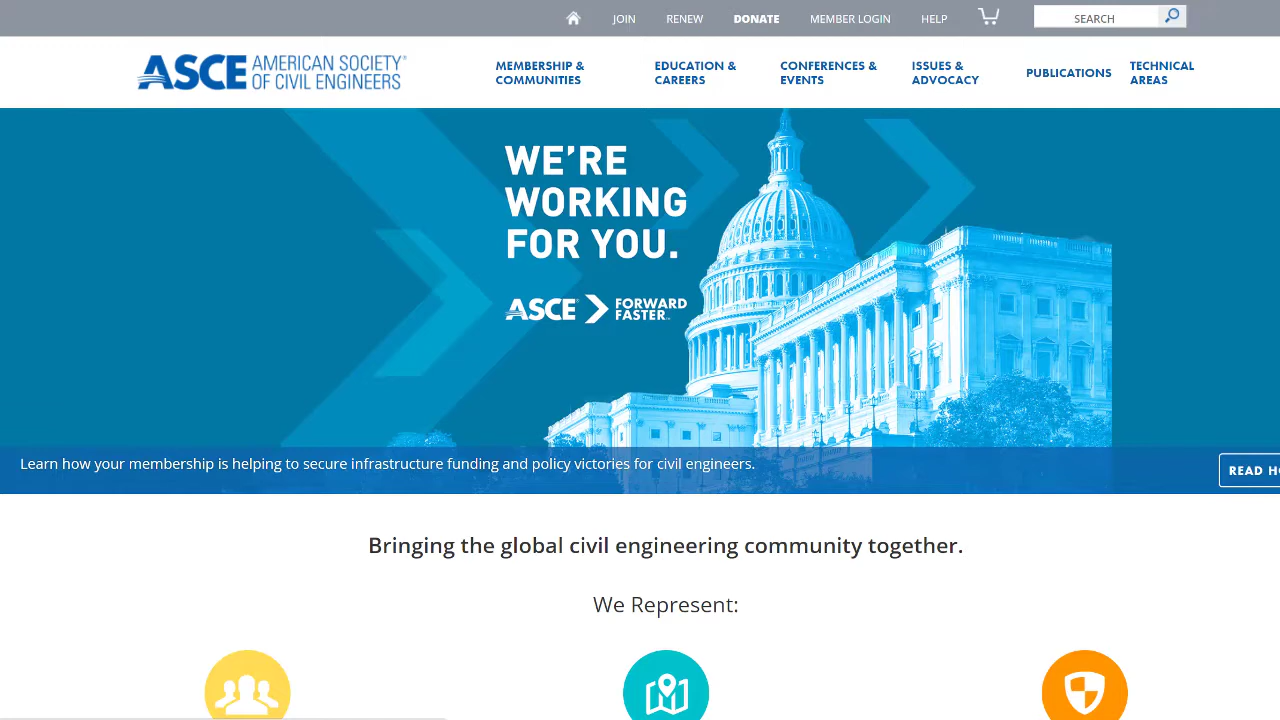 JOIN RENEW DONATE MEMBER LOGIN HELP SEARCH
ASCE AMERICAN SOCIETY OF CIVIL ENGINEERS
MEMBERSHIP & COMMUNITIES
EDUCATION & CAREERS
CONFERENCES & EVENTS
ISSUES & ADVOCACY
PUBLICATIONS
TECHNICAL AREAS
WE'RE
WORKING
FOR YOU.
ASCE FORWARD FASTER
Learn how your membership is helping to secure infrastructure funding and policy victories for civil engineers.
READ
Bringing the global civil engineering community together.
We Represent: